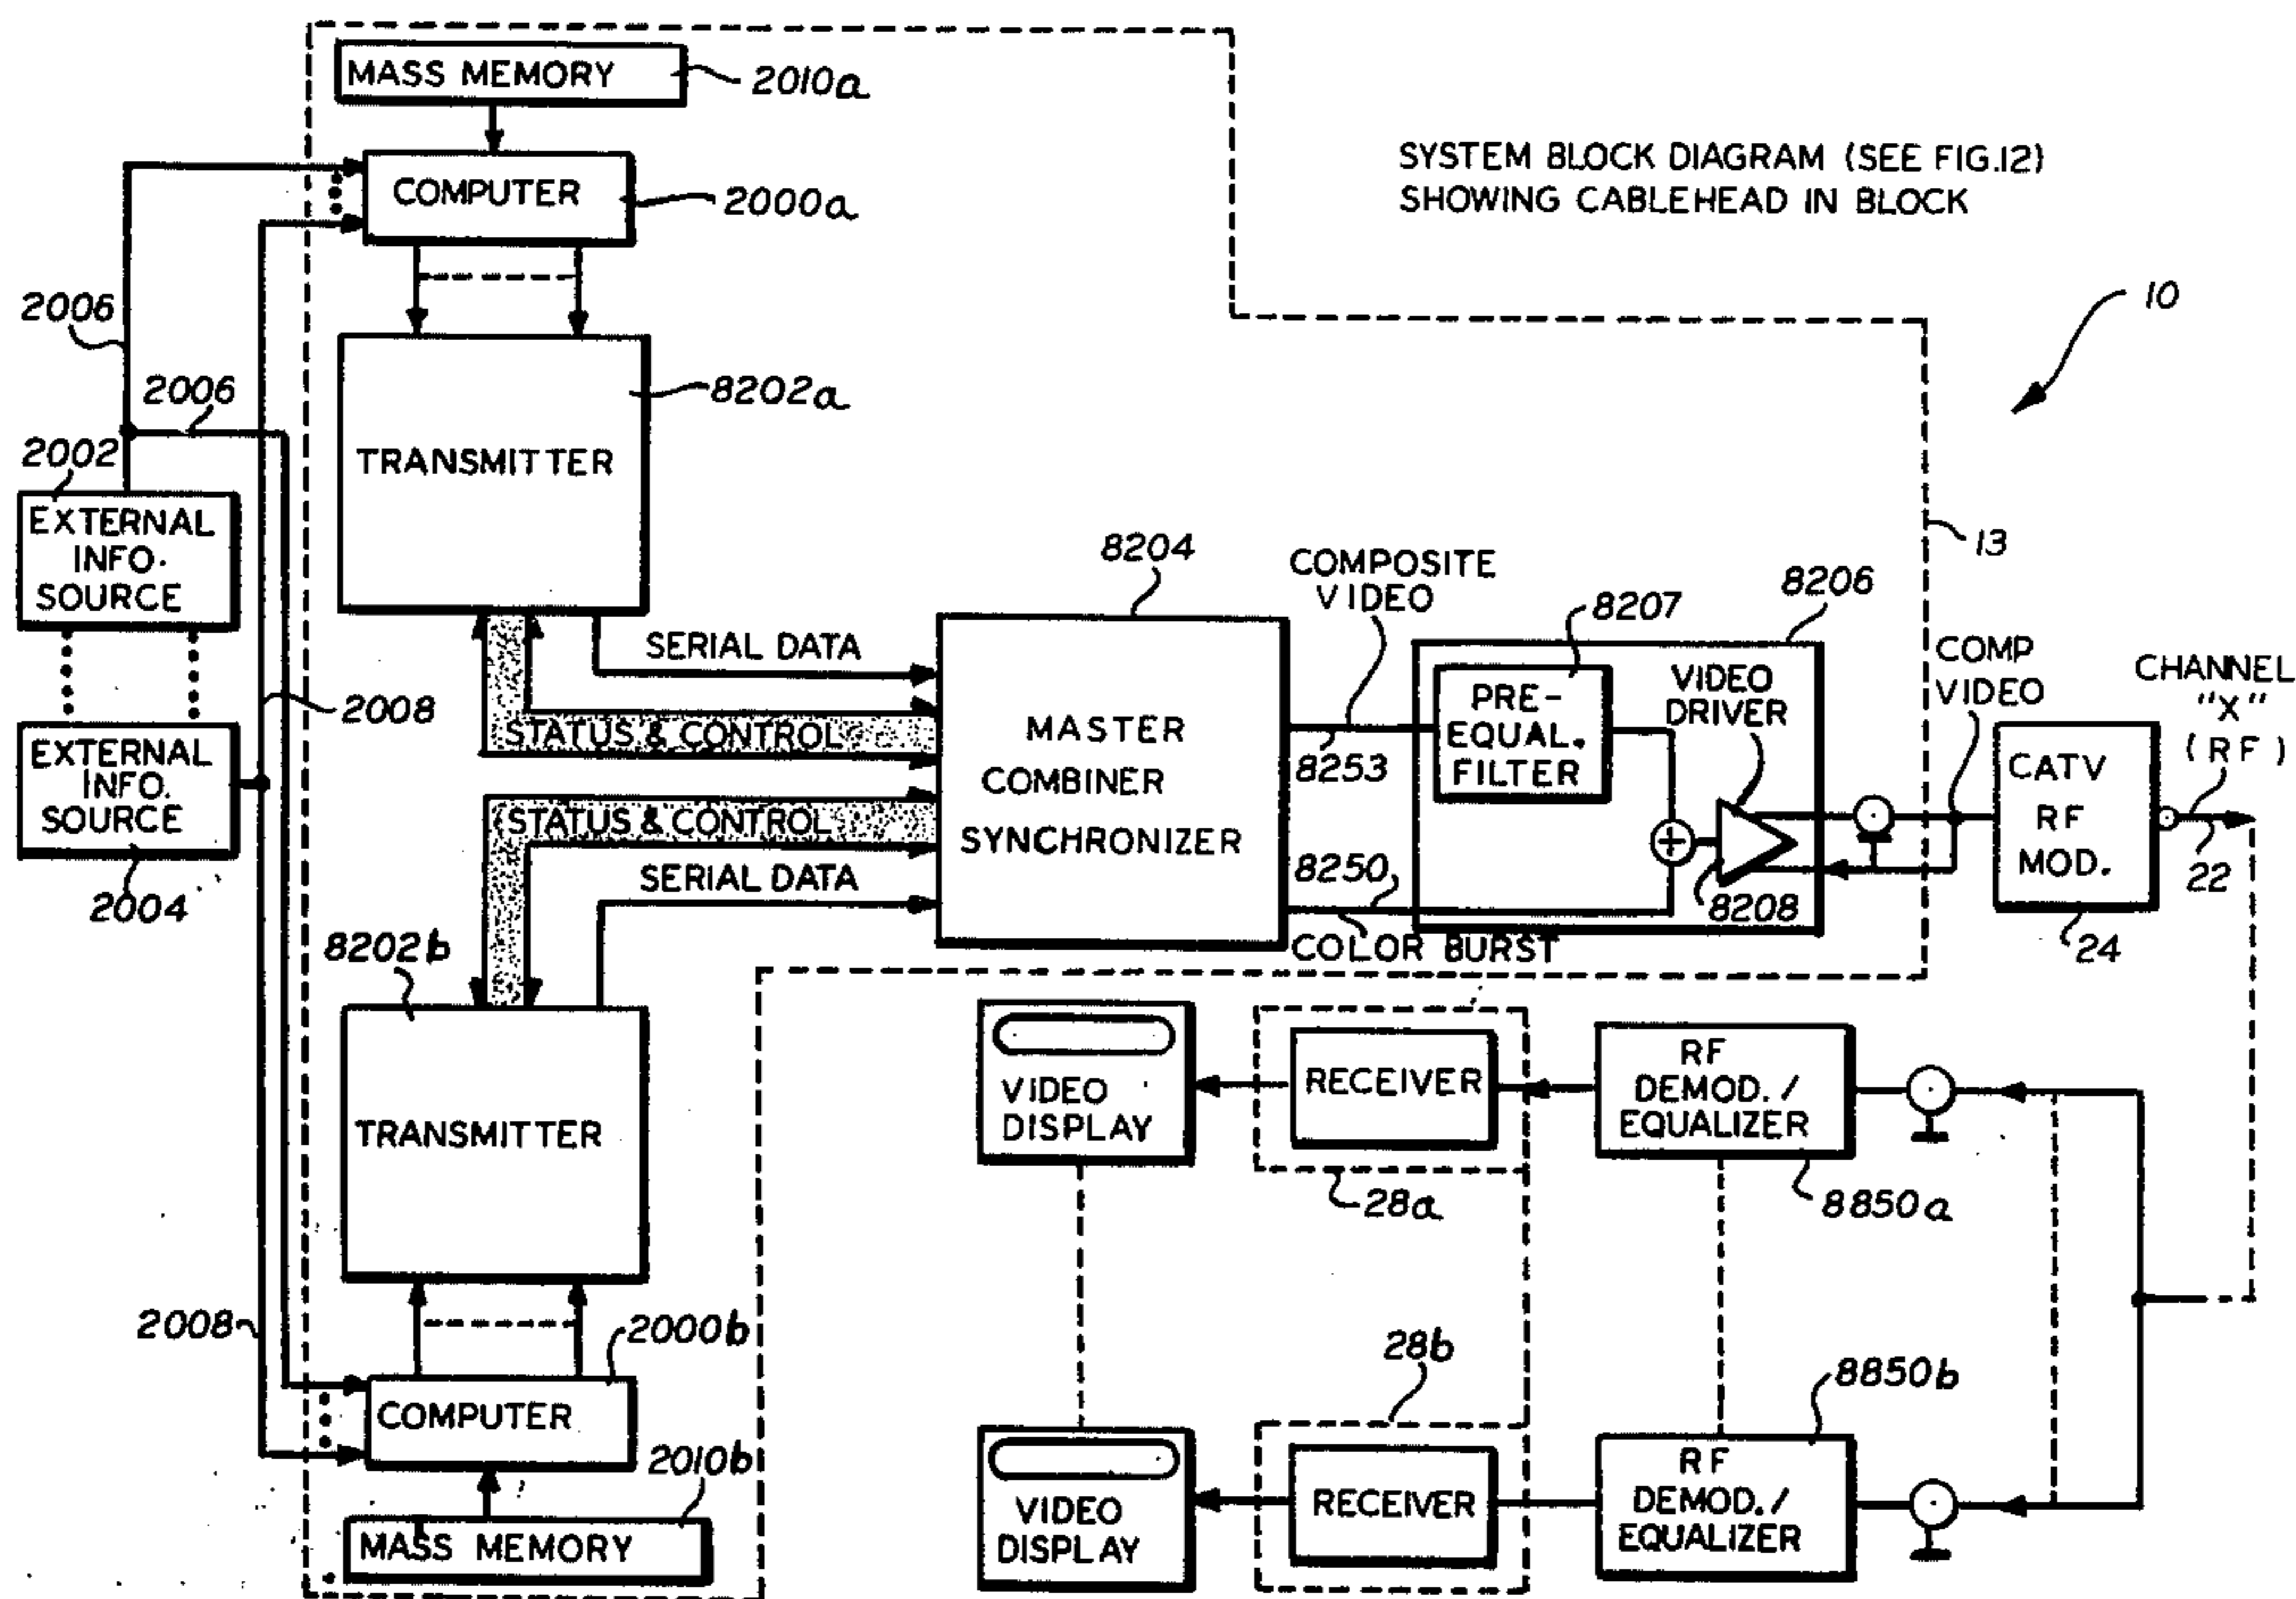 MASS MEMORY
2010a
SYSTEM BLOCK DIAGRAM (SEE FIG.12)
SHOWING CABLEHEAD IN BLOCK
COMPUTER
2000a
10
2006
2006
8202a
TRANSMITTER
2002
EXTERNAL
INFO.
SOURCE
2008
EXTERNAL
INFO.
SOURCE
2004
SERIAL DATA
STATUS & CONTROL
STATUS & CONTROL
SERIAL DATA
8204
MASTER
COMBINER
SYNCHRONIZER
COMPOSITE
VIDEO
8253
8250
COLOR BURST
8207
PRE-
EQUAL.
FILTER
8206
VIDEO
DRIVER
8208
13
COMP
VIDEO
CATV
RF
MOD.
24
CHANNEL
"X"
(RF)
22
8202b
TRANSMITTER
2008
2000b
COMPUTER
2010b
MASS MEMORY
VIDEO
DISPLAY
RECEIVER
28a
RF
DEMOD./
EQUALIZER
8850a
VIDEO
DISPLAY
28b
RECEIVER
8850b
RF
DEMOD./
EQUALIZER